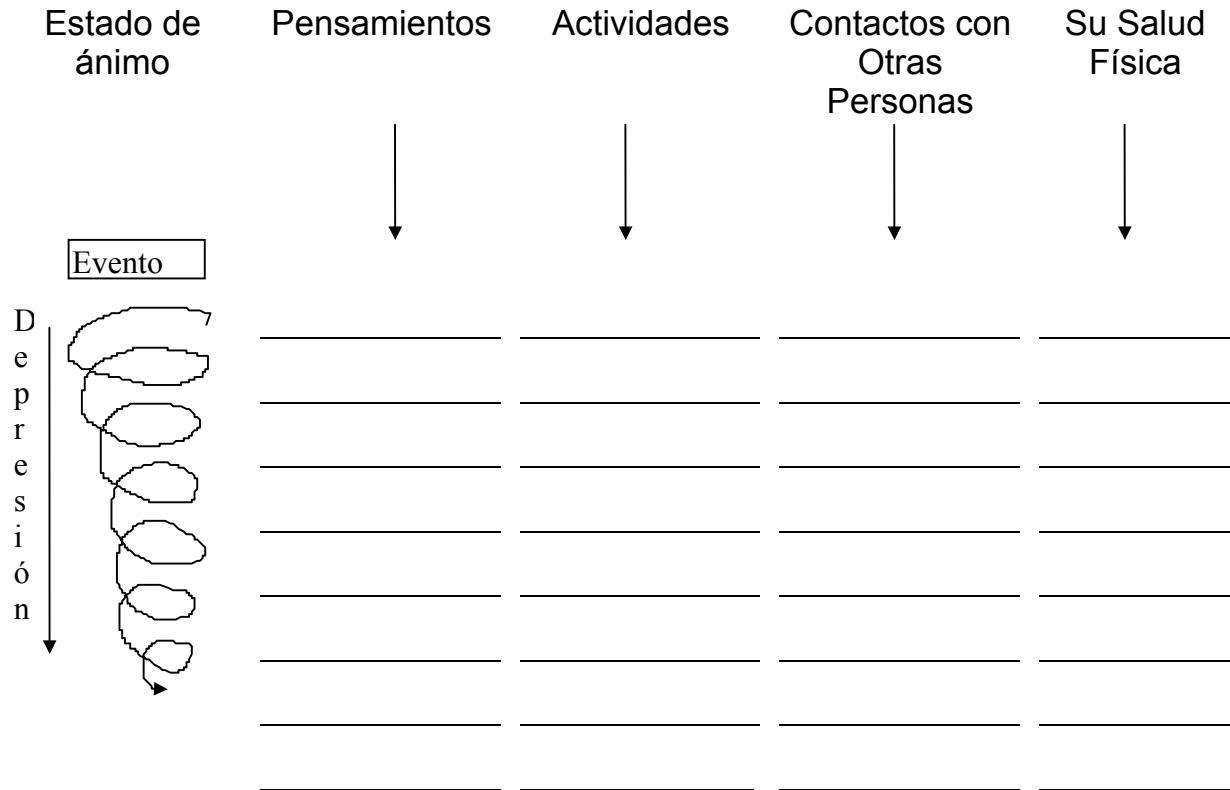 Estado de
ánimo
Pensamientos
Actividades
Contactos con
Otras
Personas
Su Salud
Física
Evento
D
e
p
r
e
s
i
ó
n